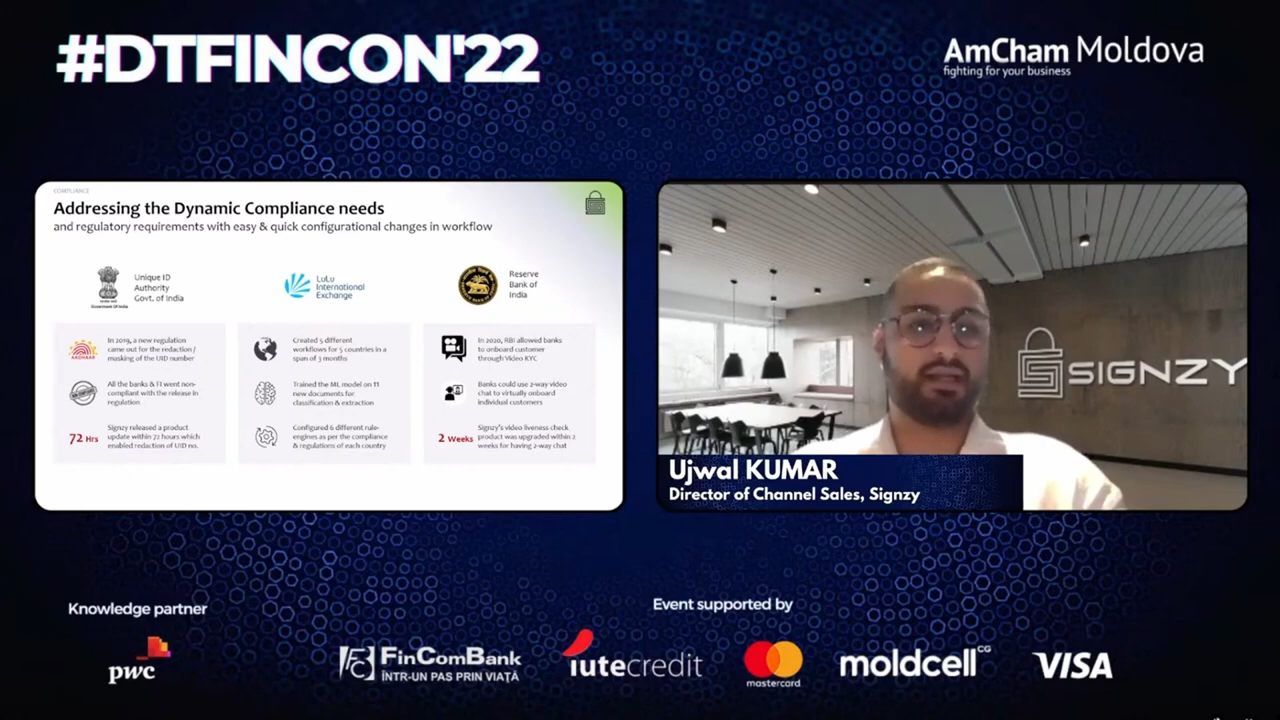 #DTFINCON'22
AmCham Moldova
fighting for your business
COMPLIANCE
Addressing the Dynamic Compliance needs
and regulatory requirements with easy & quick configurational changes in workflow
Unique ID
Authority
Govt. of India
LuLu
International
Exchange
Reserve
Bank of
India
AADHAAR
In 2019, a new regulation
came out for the redaction /
masking of the UID number
All the banks & FI went non-
compliant with the release in
regulation
72 Hrs
Signzy released a product
update within 72 hours which
enabled redaction of UID no.
Created 5 different
workflows for 5 countries in a
span of 3 months
Trained the ML model on 11
new documents for
classification & extraction
Configured 6 different rule-
engines as per the compliance
& regulations of each country
In 2020, RBI allowed banks
to onboard customer
through Video KYC
Banks could use 2-way video
chat to virtually onboard
individual customers
2 Weeks
Signzy's video liveness check
product was upgraded within 2
weeks for having 2-way chat
SIGNZY
Ujwal KUMAR
Director of Channel Sales, Signzy
Knowledge partner
Event supported by
pwc
FinComBank
ÎNTR-UN PAS PRIN VIAȚĂ
iutecredit
mastercard
moldcell CG
VISA